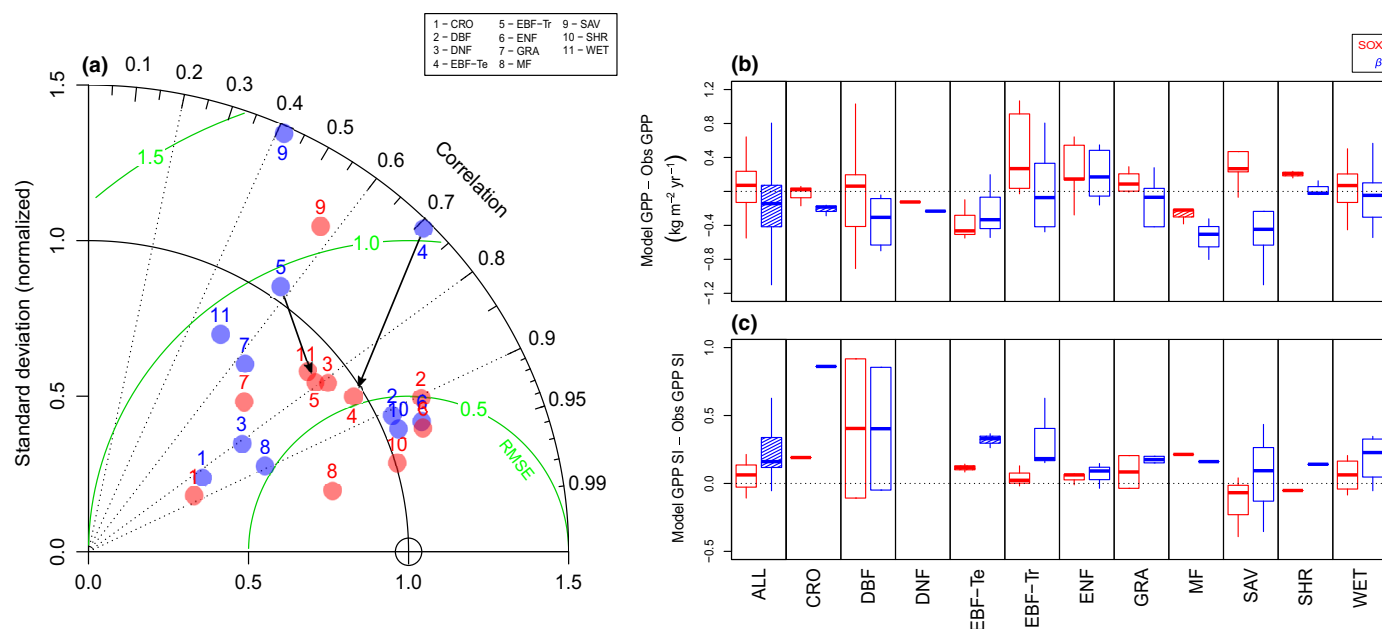 1 – CRO 5 – EBF–Tr 9 – SAV
2 – DBF 6 – ENF 10 – SHR
3 – DNF 7 – GRA 11 – WET
4 – EBF–Te 8 – MF
(a)
Standard deviation (normalized)
1.5
1.0
0.5
0.0
0.0 0.5 1.0 1.5
0.1 0.2 0.3 0.4 0.5 0.6 0.7 0.8 0.9 0.95 0.99
Correlation
1.5
1.0
0.5
RMSE
9
9
4
5
11
7
7
3
8
1
1
11
3
5
4
2
2
10
6
6
10
8
(b)
SOX
β
Model GPP – Obs GPP
(kg m⁻² yr⁻¹)
1.2
0.8
0.4
0.0
−0.4
−0.8
−1.2
(c)
Model GPP SI – Obs GPP SI
1.0
0.5
0.0
−0.5
ALL
CRO
DBF
DNF
EBF–Te
EBF–Tr
ENF
GRA
MF
SAV
SHR
WET